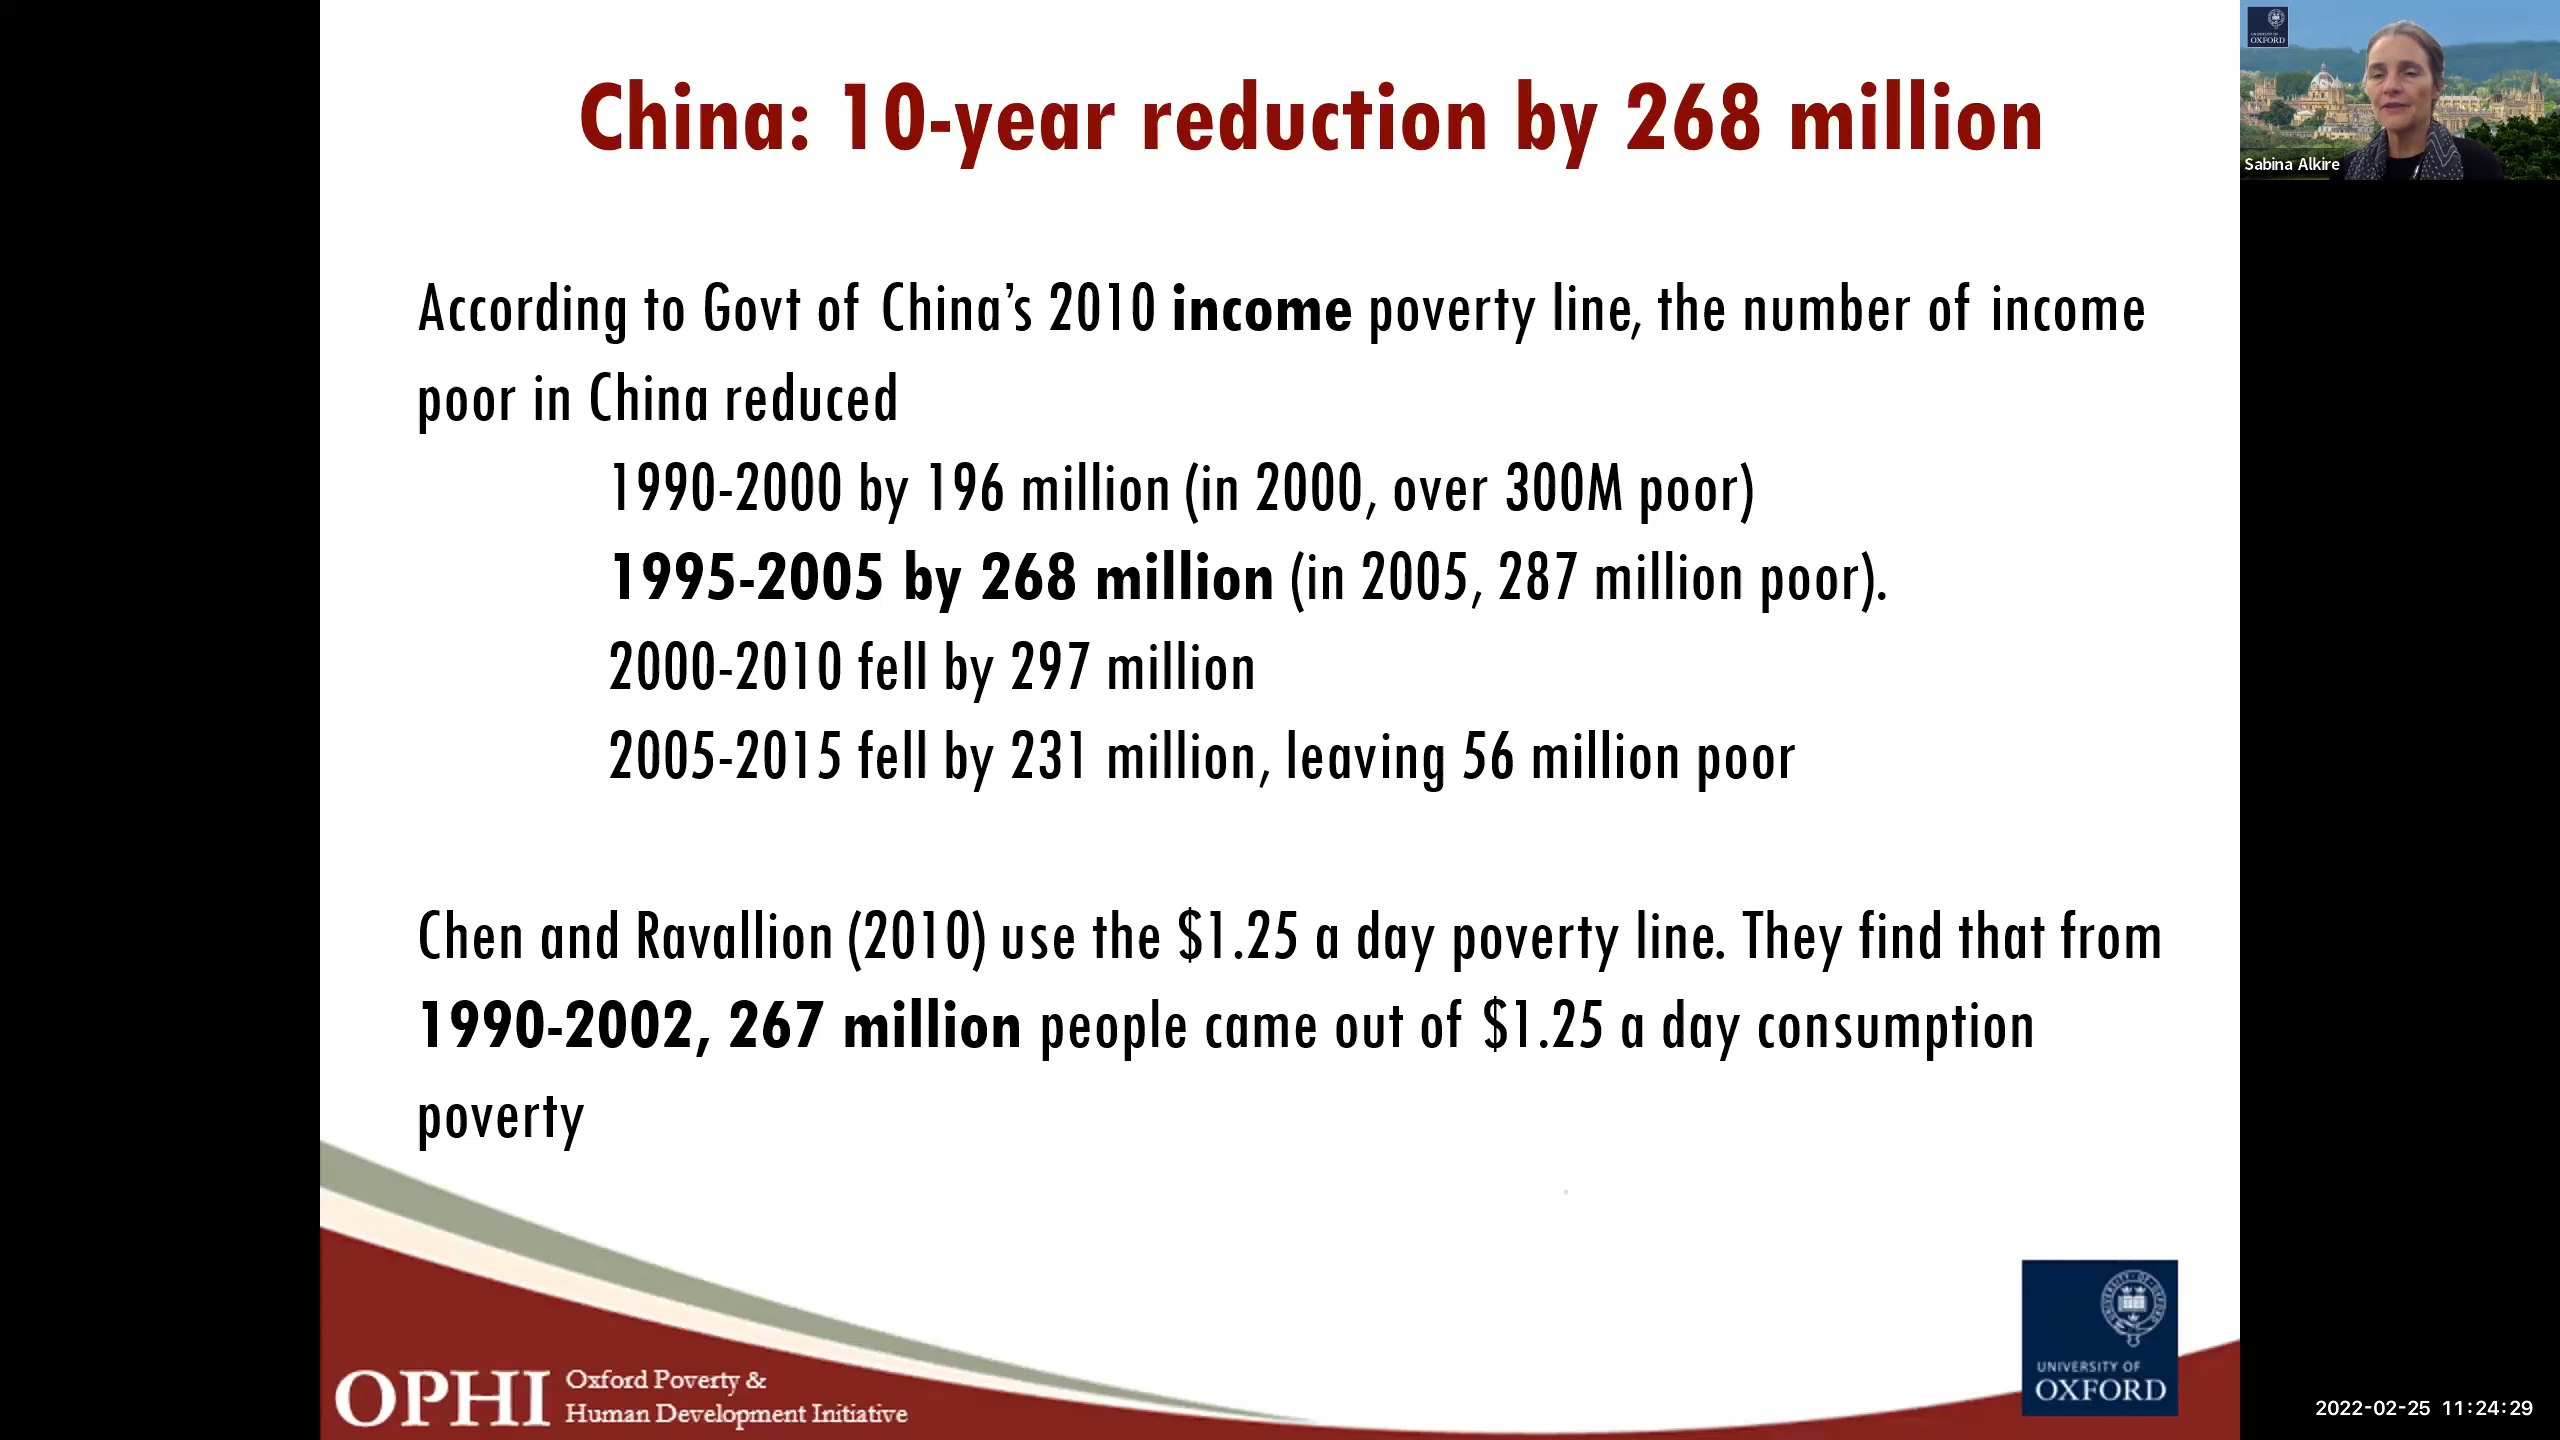 China: 10-year reduction by 268 million
According to Govt of China’s 2010 income poverty line, the number of income
poor in China reduced
1990-2000 by 196 million (in 2000, over 300M poor)
1995-2005 by 268 million (in 2005, 287 million poor).
2000-2010 fell by 297 million
2005-2015 fell by 231 million, leaving 56 million poor
Chen and Ravallion (2010) use the $1.25 a day poverty line. They find that from
1990-2002, 267 million people came out of $1.25 a day consumption
poverty
OPHI
Oxford Poverty &
Human Development Initiative
UNIVERSITY OF
OXFORD
UNIVERSITY OF
OXFORD
Sabina Alkire
2022-02-25 11:24:29